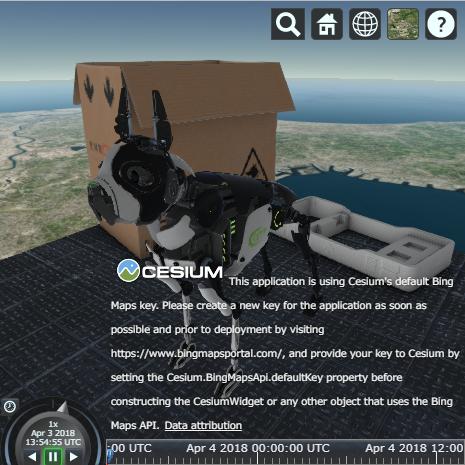 CESIUM This application is using Cesium's default Bing
Maps key. Please create a new key for the application as soon as
possible and prior to deployment by visiting
https://www.bingmapsportal.com/, and provide your key to Cesium by
setting the Cesium.BingMapsApi.defaultKey property before
constructing the CesiumWidget or any other object that uses the Bing
Maps API. Data attribution
1x
Apr 3 2018
13:54:55 UTC
:00 UTC Apr 4 2018 00:00:00 UTC Apr 4 2018 12:00